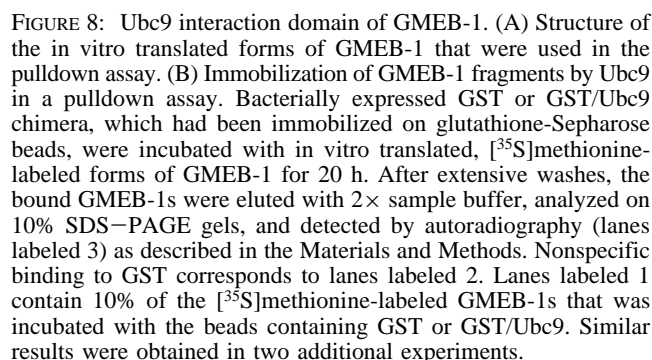 FIGURE 8: Ubc9 interaction domain of GMEB-1. (A) Structure of
the in vitro translated forms of GMEB-1 that were used in the
pulldown assay. (B) Immobilization of GMEB-1 fragments by Ubc9
in a pulldown assay. Bacterially expressed GST or GST/Ubc9
chimera, which had been immobilized on glutathione-Sepharose
beads, were incubated with in vitro translated, [³⁵S]methionine-
labeled forms of GMEB-1 for 20 h. After extensive washes, the
bound GMEB-1s were eluted with 2× sample buffer, analyzed on
10% SDS−PAGE gels, and detected by autoradiography (lanes
labeled 3) as described in the Materials and Methods. Nonspecific
binding to GST corresponds to lanes labeled 2. Lanes labeled 1
contain 10% of the [³⁵S]methionine-labeled GMEB-1s that was
incubated with the beads containing GST or GST/Ubc9. Similar
results were obtained in two additional experiments.